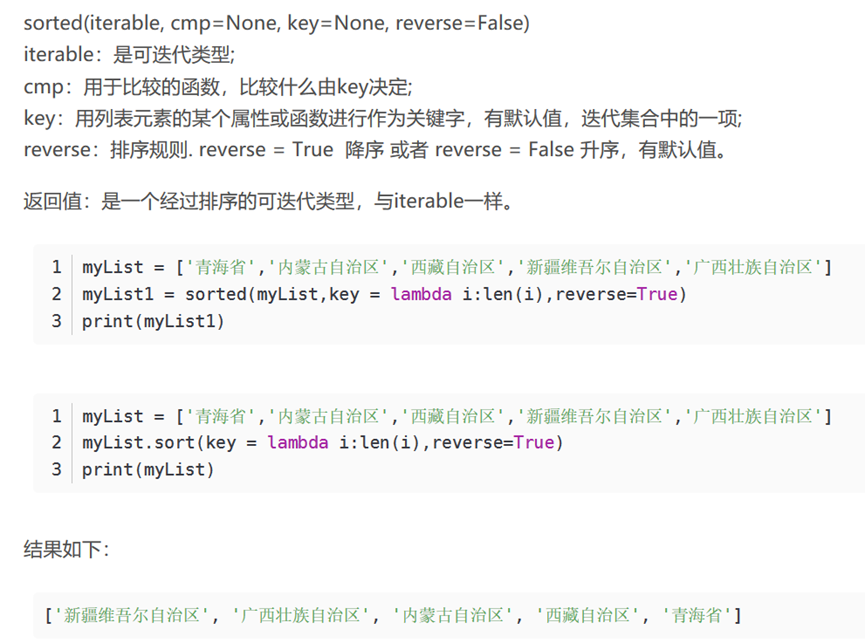 sorted(iterable, cmp=None, key=None, reverse=False)
iterable：是可迭代类型;
cmp：用于比较的函数，比较什么由key决定;
key：用列表元素的某个属性或函数进行作为关键字，有默认值，迭代集合中的一项;
reverse：排序规则. reverse = True 降序 或者 reverse = False 升序，有默认值。
返回值：是一个经过排序的可迭代类型，与iterable一样。
1 myList = ['青海省','内蒙古自治区','西藏自治区','新疆维吾尔自治区','广西壮族自治区']
2 myList1 = sorted(myList,key = lambda i:len(i),reverse=True)
3 print(myList1)
1 myList = ['青海省','内蒙古自治区','西藏自治区','新疆维吾尔自治区','广西壮族自治区']
2 myList.sort(key = lambda i:len(i),reverse=True)
3 print(myList)
结果如下：
['新疆维吾尔自治区', '广西壮族自治区', '内蒙古自治区', '西藏自治区', '青海省']